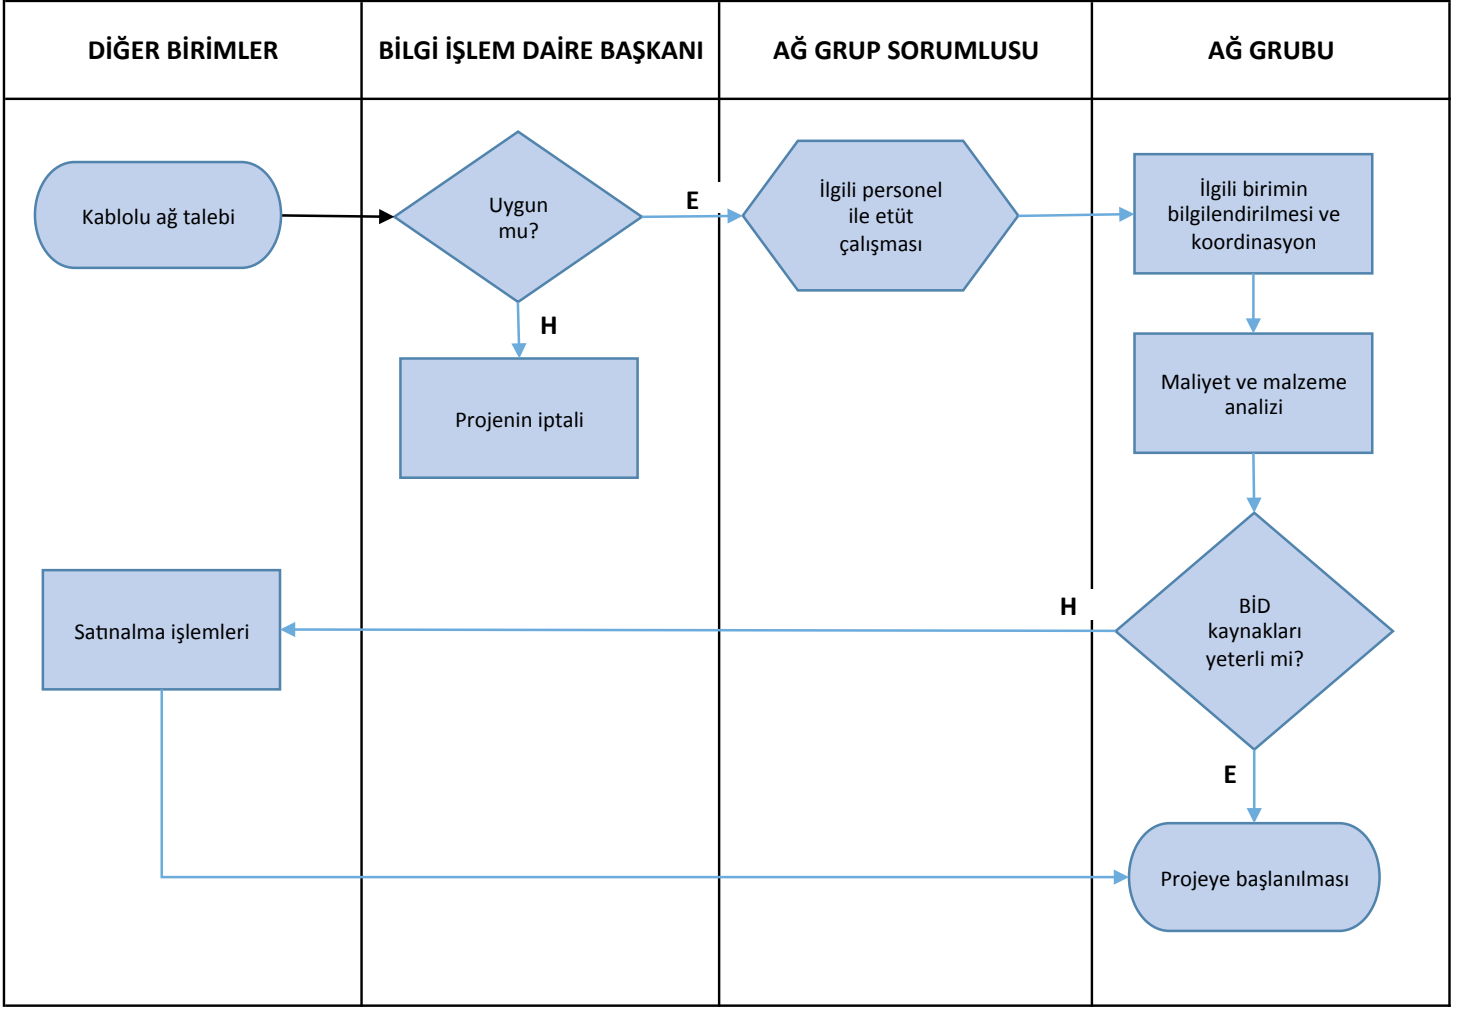 DİĞER BİRİMLER
BİLGİ İŞLEM DAİRE BAŞKANI
AĞ GRUP SORUMLUSU
AĞ GRUBU
Kablolu ağ talebi
Uygun
mu?
E
İlgili personel
ile etüt
çalışması
İlgili birimin
bilgilendirilmesi ve
koordinasyon
H
Projenin iptali
Maliyet ve malzeme
analizi
Satınalma işlemleri
H
BİD
kaynakları
yeterli mi?
E
Projeye başlanılması